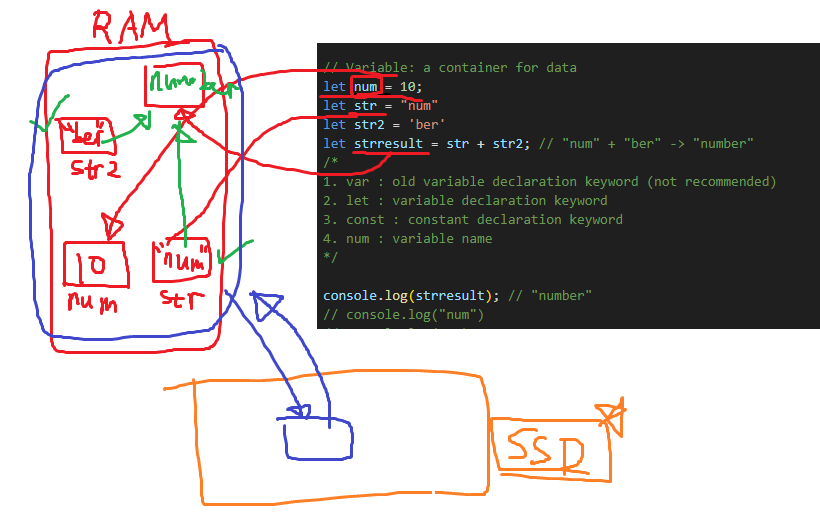 RAM
"ber"
str2
10
num
"num"
str
// Variable: a container for data
let num = 10;
let str = "num"
let str2 = 'ber'
let strresult = str + str2; // "num" + "ber" -> "number"
/*
1. var : old variable declaration keyword (not recommended)
2. let : variable declaration keyword
3. const : constant declaration keyword
4. num : variable name
*/
console.log(strresult); // "number"
// console.log("num")
SSD